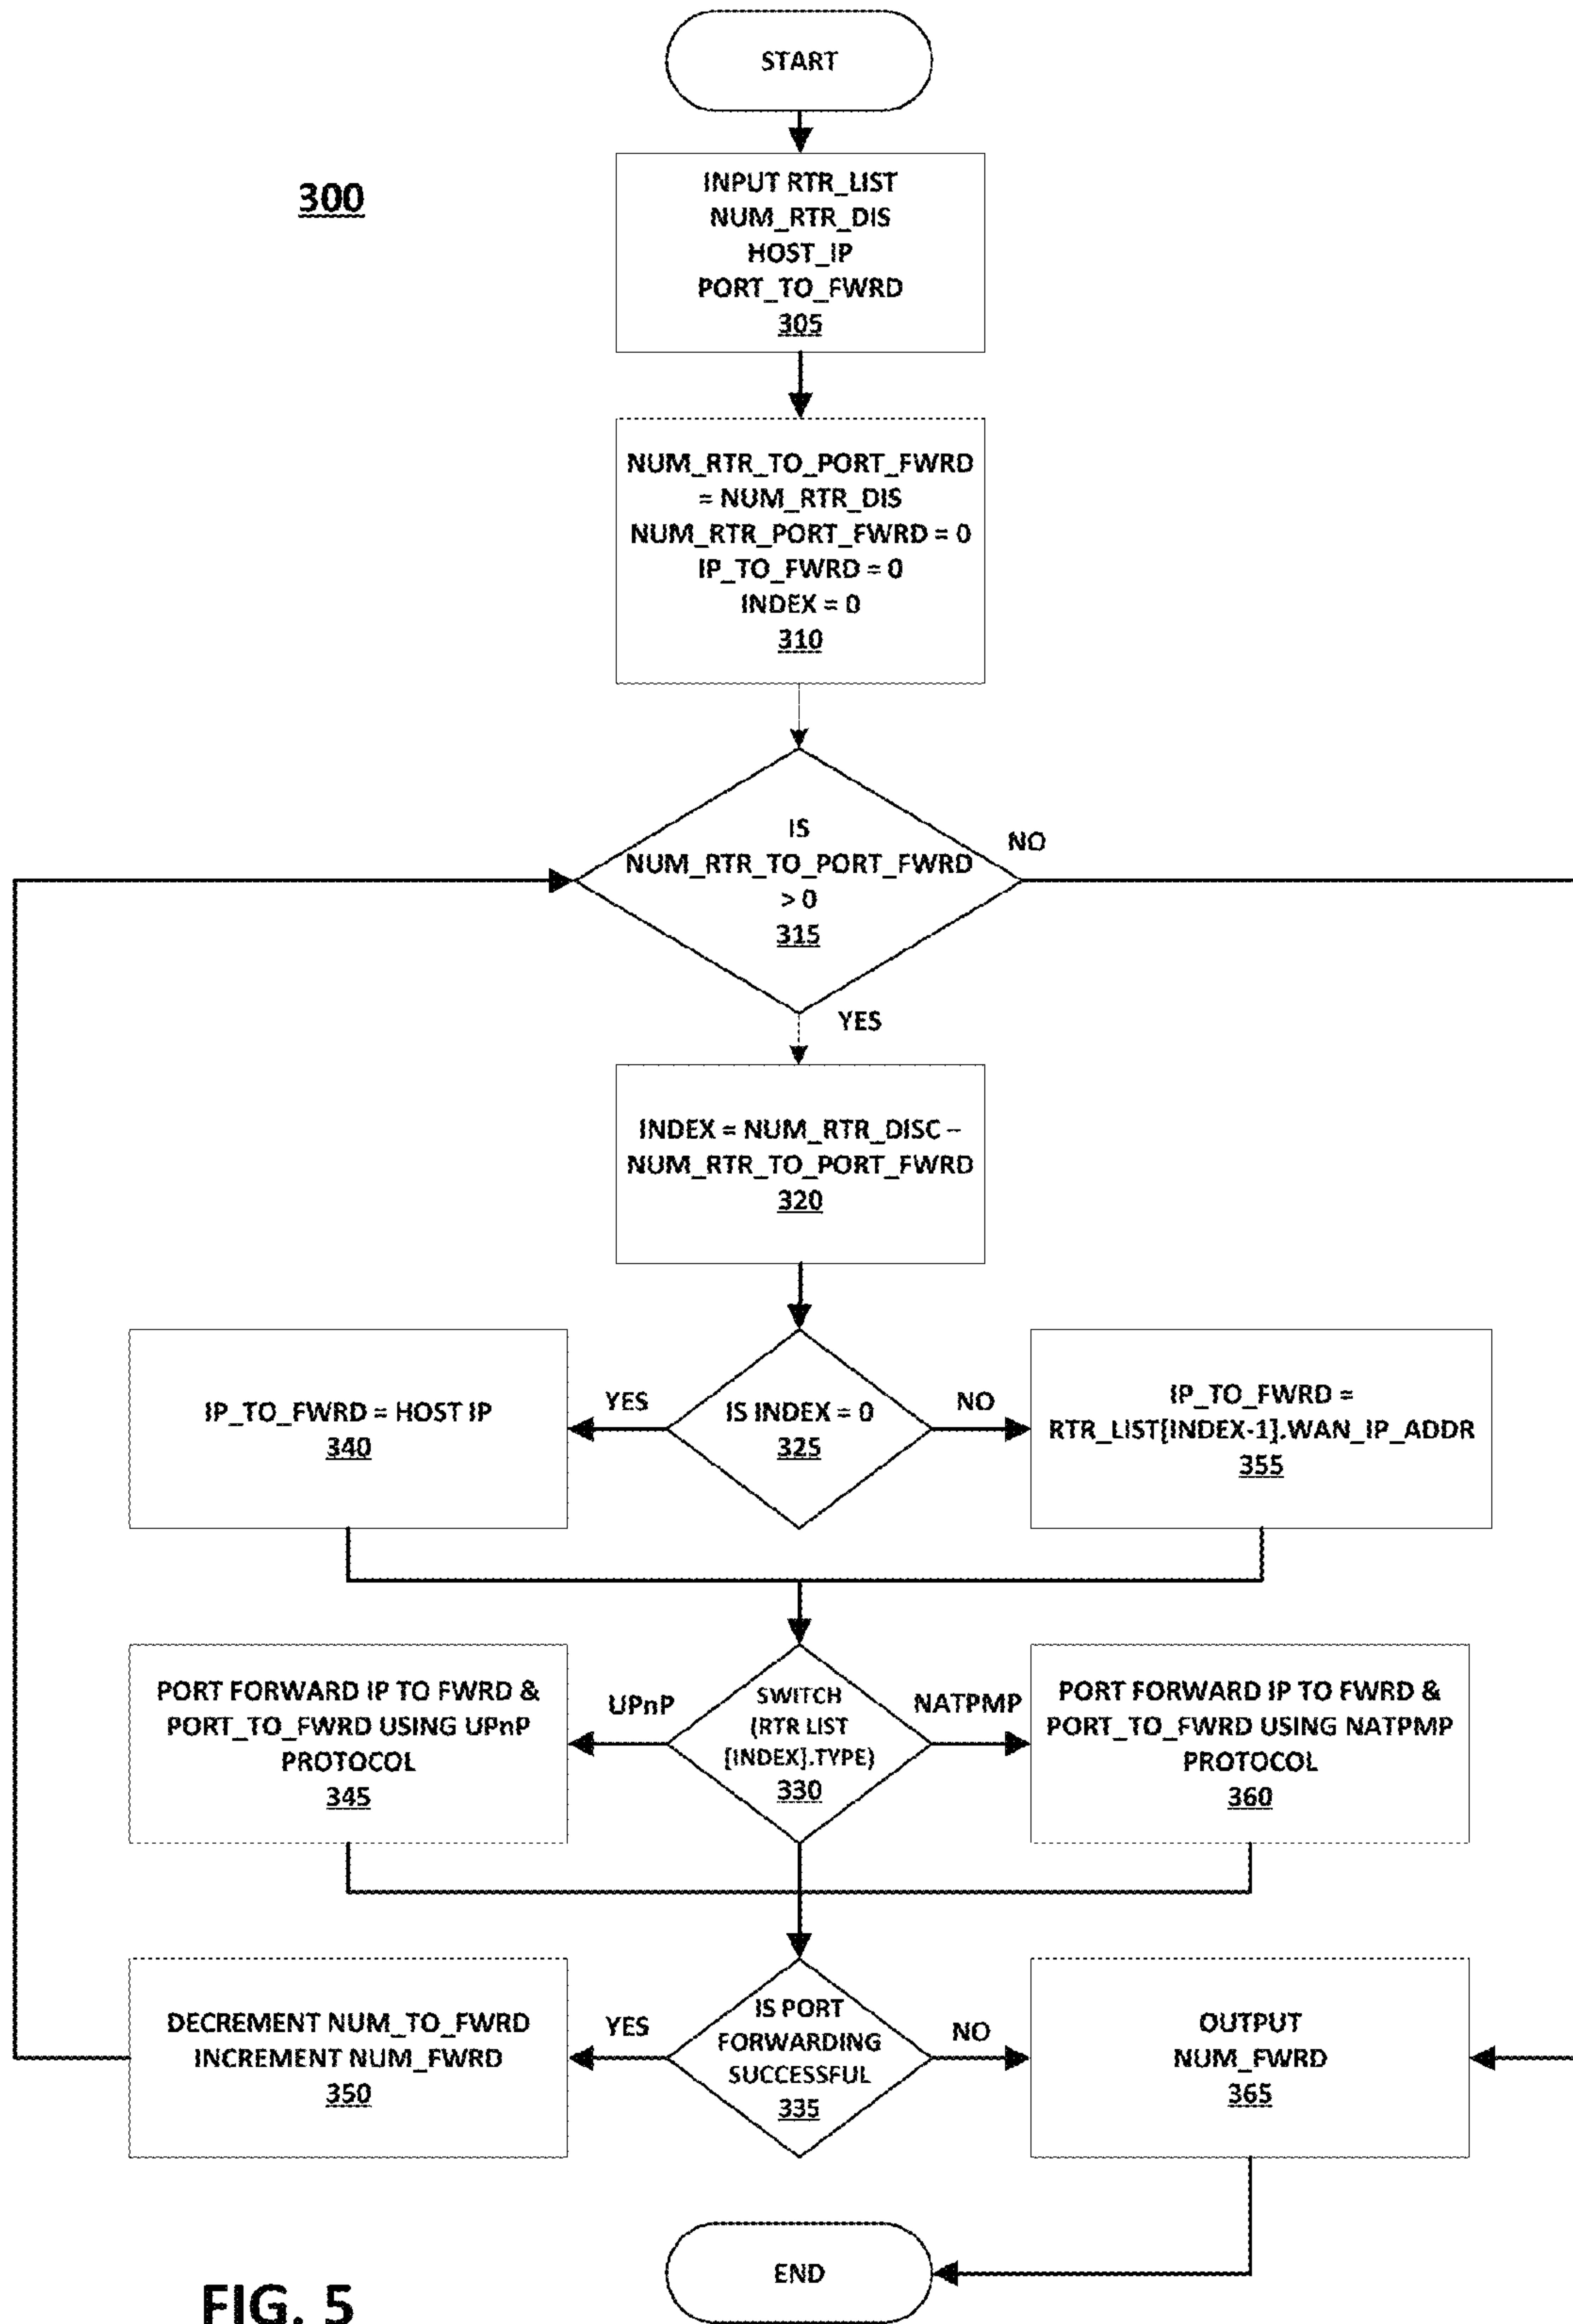 START
300
INPUT RTR_LIST
NUM_RTR_DIS
HOST_IP
PORT_TO_FWRD
305
NUM_RTR_TO_PORT_FWRD
= NUM_RTR_DIS
NUM_RTR_PORT_FWRD = 0
IP_TO_FWRD = 0
INDEX = 0
310
IS
NUM_RTR_TO_PORT_FWRD
> 0
315
NO
YES
INDEX = NUM_RTR_DISC –
NUM_RTR_TO_PORT_FWRD
320
IP_TO_FWRD = HOST IP
340
YES
IS INDEX = 0
325
NO
IP_TO_FWRD =
RTR_LIST[INDEX-1].WAN_IP_ADDR
355
PORT FORWARD IP TO FWRD &
PORT_TO_FWRD USING UPnP
PROTOCOL
345
UPnP
SWITCH
(RTR LIST
[INDEX].TYPE)
330
NATPMP
PORT FORWARD IP TO FWRD &
PORT_TO_FWRD USING NATPMP
PROTOCOL
360
DECREMENT NUM_TO_FWRD
INCREMENT NUM_FWRD
350
YES
IS PORT
FORWARDING
SUCCESSFUL
335
NO
OUTPUT
NUM_FWRD
365
END
FIG. 5